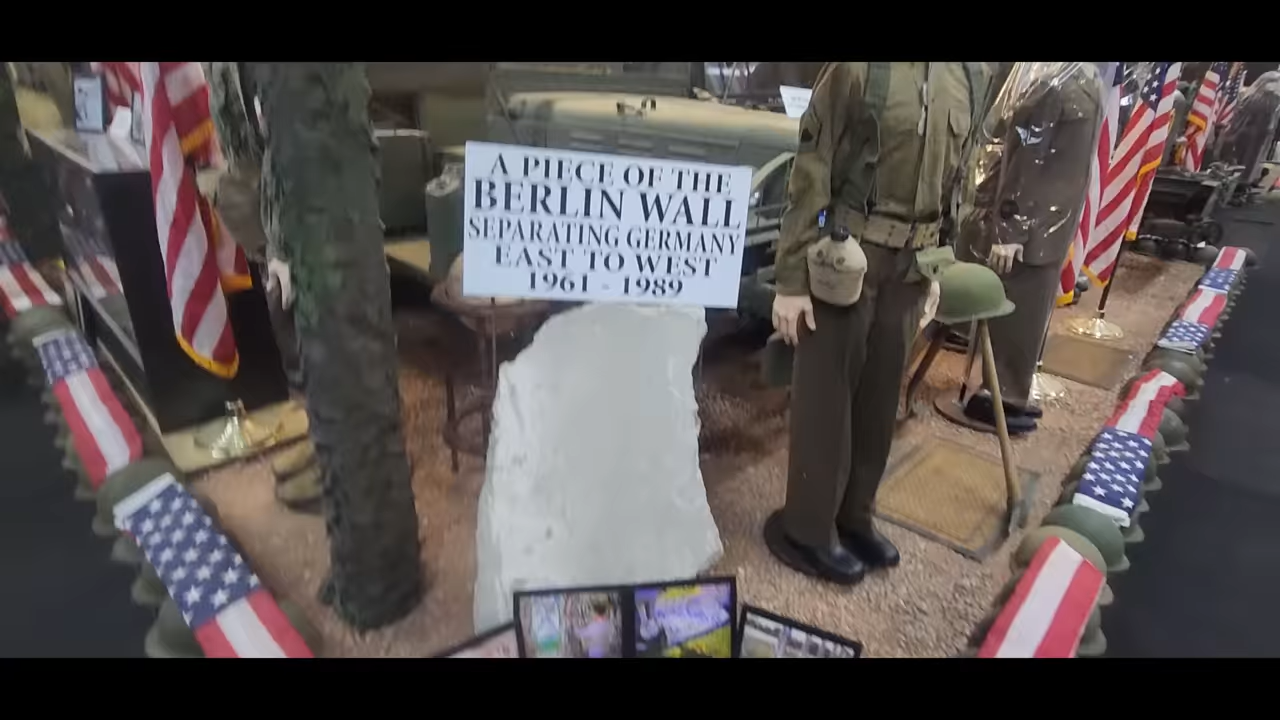 A PIECE OF THE
BERLIN WALL
SEPARATING GERMANY
EAST TO WEST
1961 - 1989